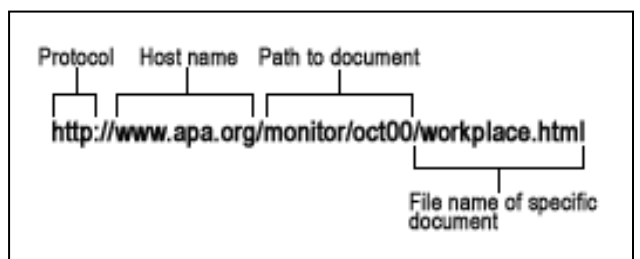 Protocol Host name Path to document
http://www.apa.org/monitor/oct00/workplace.html
File name of specific
document